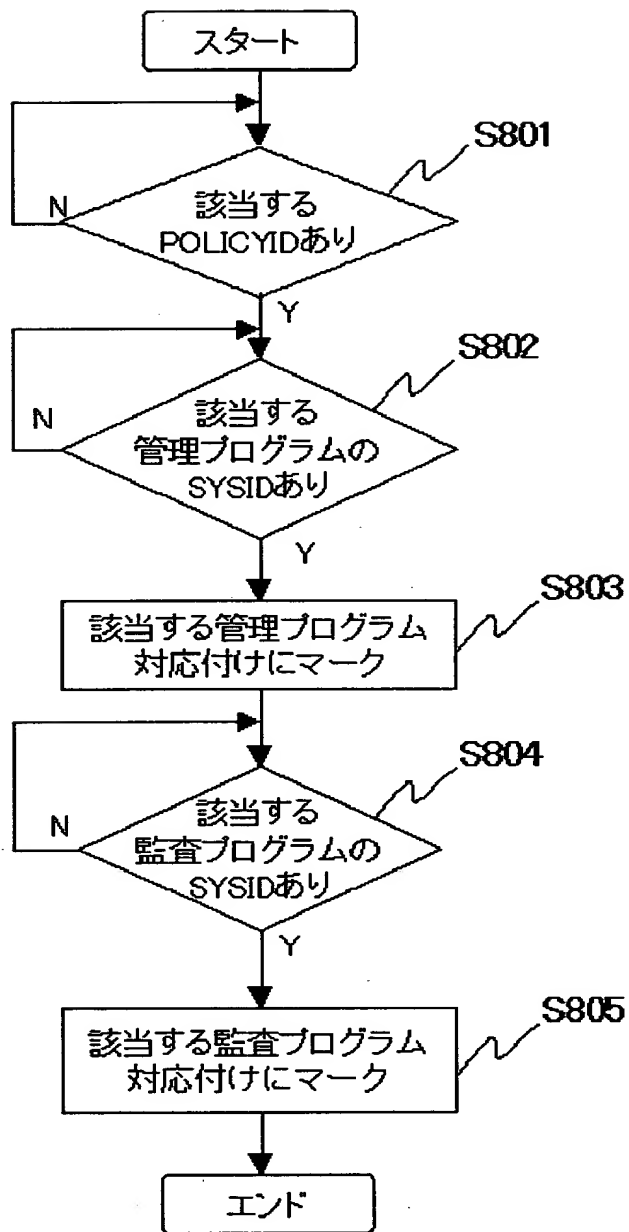 スタート
S801
N
該当する
POLICYIDあり
Y
S802
N
該当する
管理プログラムの
SYSIDあり
Y
S803
該当する管理プログラム
対応付けにマーク
S804
N
該当する
監査プログラムの
SYSIDあり
Y
S805
該当する監査プログラム
対応付けにマーク
エンド